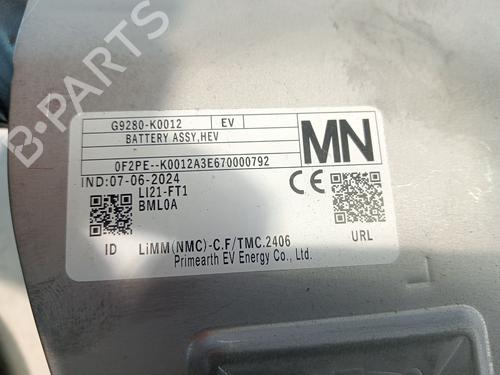 G9280-K0012 EV
BATTERY ASSY,HEV
0F2PE--K0012A3E670000792
IND:07-06-2024
LI21-FT1
BML0A
MN
CE
ID LiMM(NMC)-C.F/TMC.2406 URL
Primearth EV Energy Co., Ltd.
B-PARTS